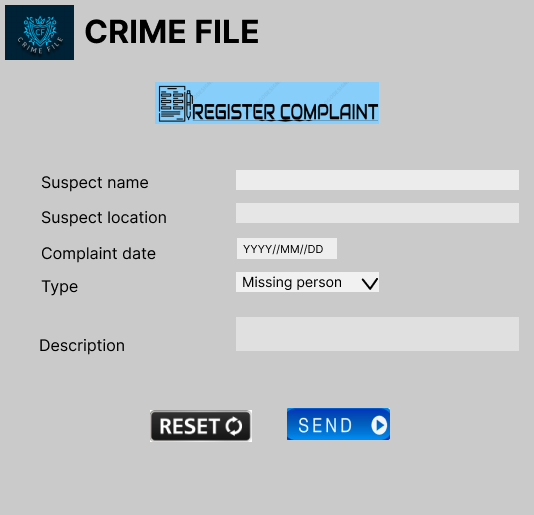 CF
CRIME FILE
CRIME FILE
REGISTER COMPLAINT
Suspect name
Suspect location
Complaint date
YYYY//MM//DD
Type
Missing person
Description
RESET
SEND